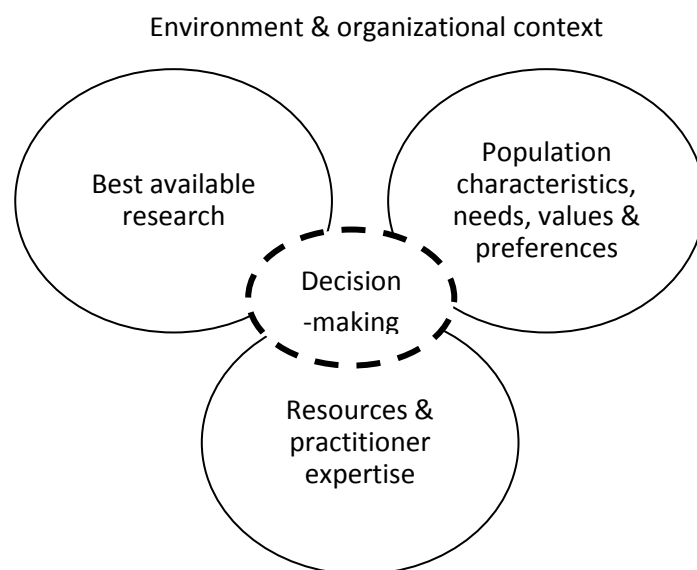 Environment & organizational context
Best available
research
Population
characteristics,
needs, values &
preferences
Decision
-making
Resources &
practitioner
expertise